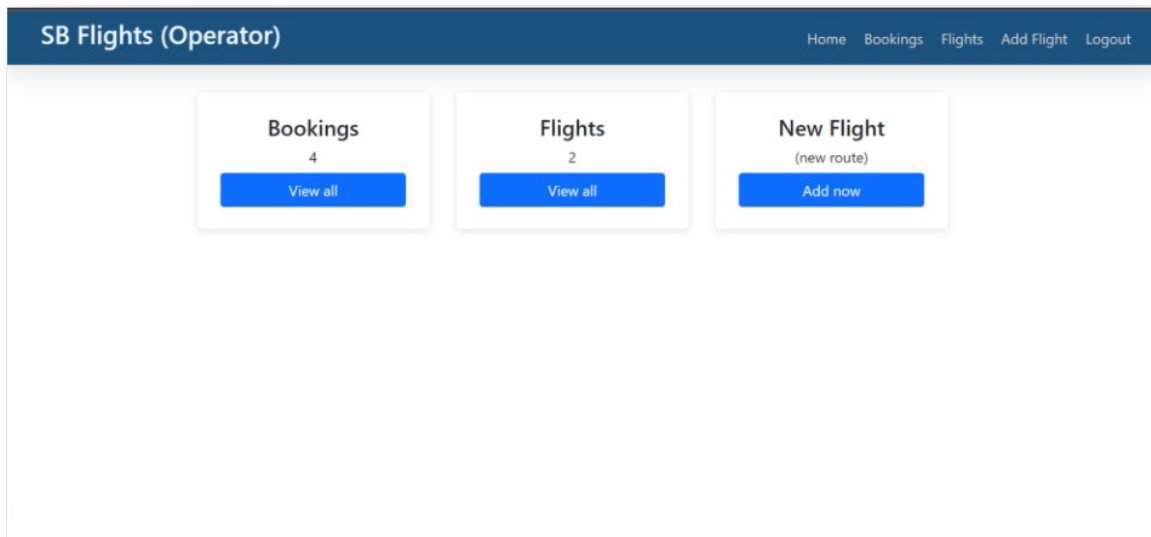 SB Flights (Operator)
Home Bookings Flights Add Flight Logout
Bookings
4
View all
Flights
2
View all
New Flight
(new route)
Add now